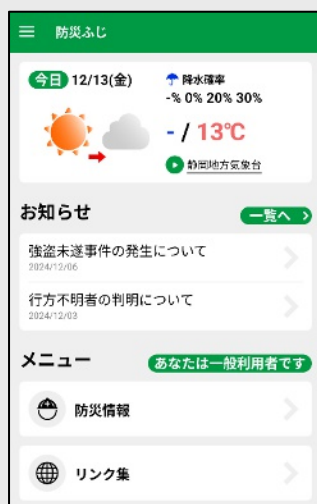 防災ふじ
今日 12/13(金)
降水確率
-% 0% 20% 30%
- / 13℃
静岡地方気象台
お知らせ
一覧へ
強盗未遂事件の発生について
2024/12/06
行方不明者の判明について
2024/12/03
メニュー
あなたは一般利用者です
防災情報
リンク集